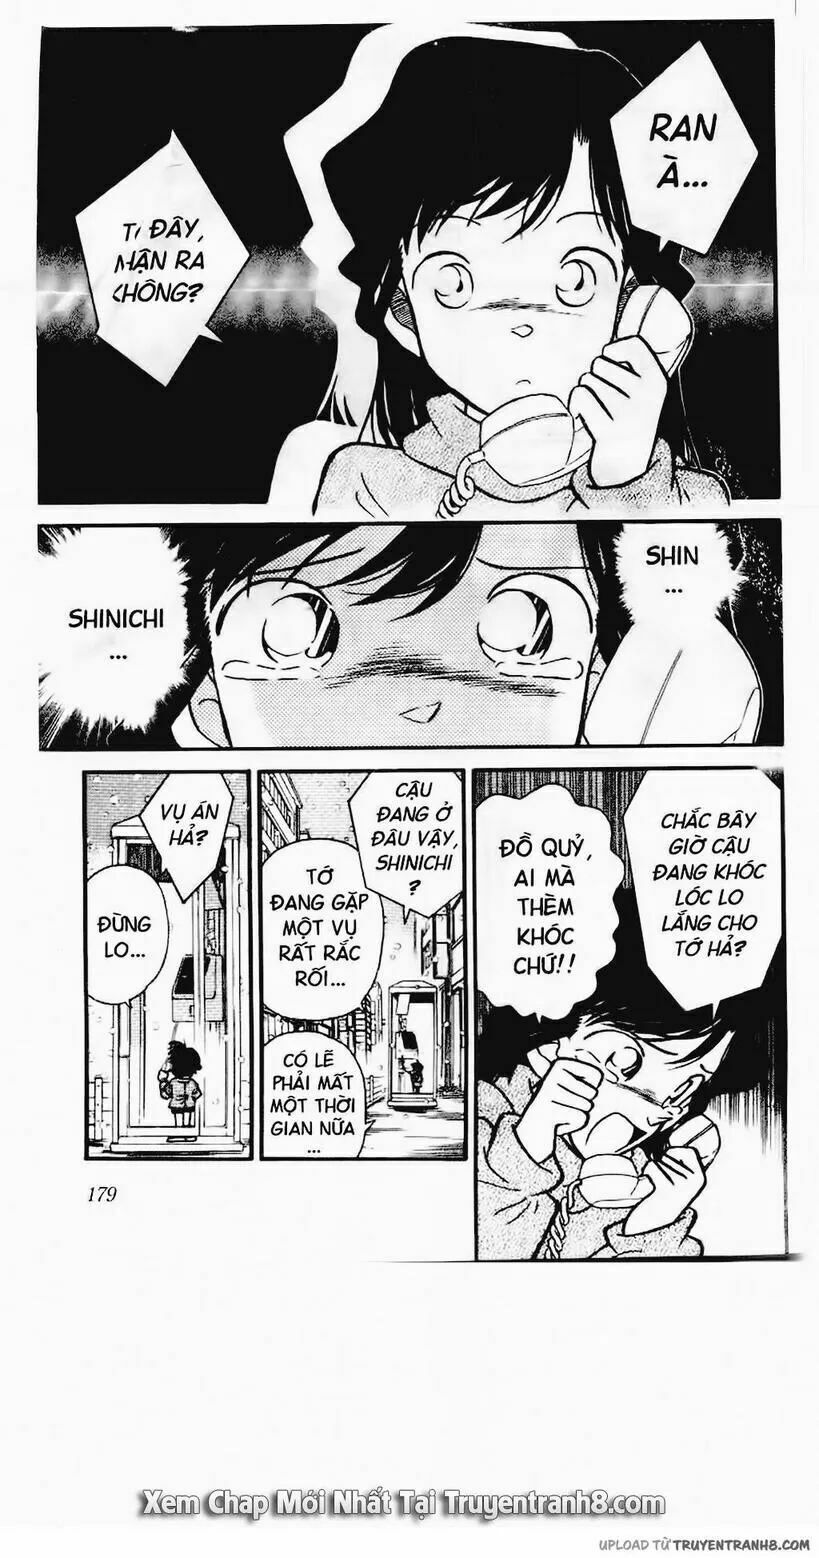 RAN
À...
TỚ ĐÂY,
NHẬN RA
KHÔNG?
SHIN
...
SHINICHI
...
CHẮC BÂY
GIỜ CẬU
ĐANG KHÓC
LÓC LO
LẮNG CHO
TỚ HẢ?
ĐỒ QUỶ,
AI MÀ
THÈM
KHÓC
CHỨ!!
CẬU
ĐANG Ở
ĐÂU VẬY,
SHINICHI
?
TỚ
ĐANG GẶP
MỘT VỤ
RẤT RẮC
RỐI...
CÓ LẼ
PHẢI MẤT
MỘT THỜI
GIAN NỮA
...
VỤ ÁN
HẢ?
ĐỪNG
LO...
179
Xem Chap Mới Nhất Tại Truyentranh8.com
UPLOAD TỪ TRUYENTRANH8.COM